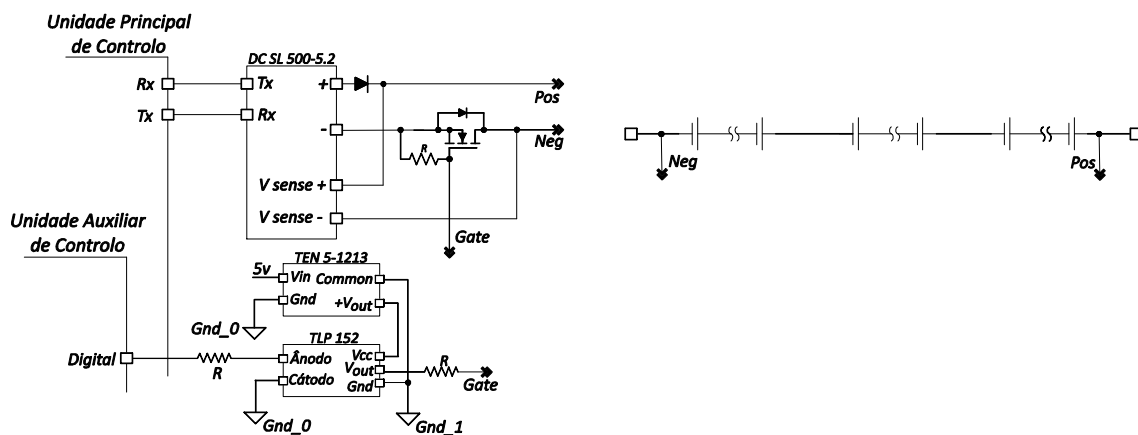 Unidade Principal
de Controlo
DC SL 500-5.2
Rx
Tx
+
Pos
Tx
Rx
-
Neg
R
V sense +
V sense -
Gate
Neg
Pos
Unidade Auxiliar
de Controlo
TEN 5-1213
5v
Vin
Common
Gnd
+Vout
Gnd_0
TLP 152
Digital
R
Ânodo
Vcc
Vout
R
Cátodo
Gnd
Gate
Gnd_0
Gnd_1